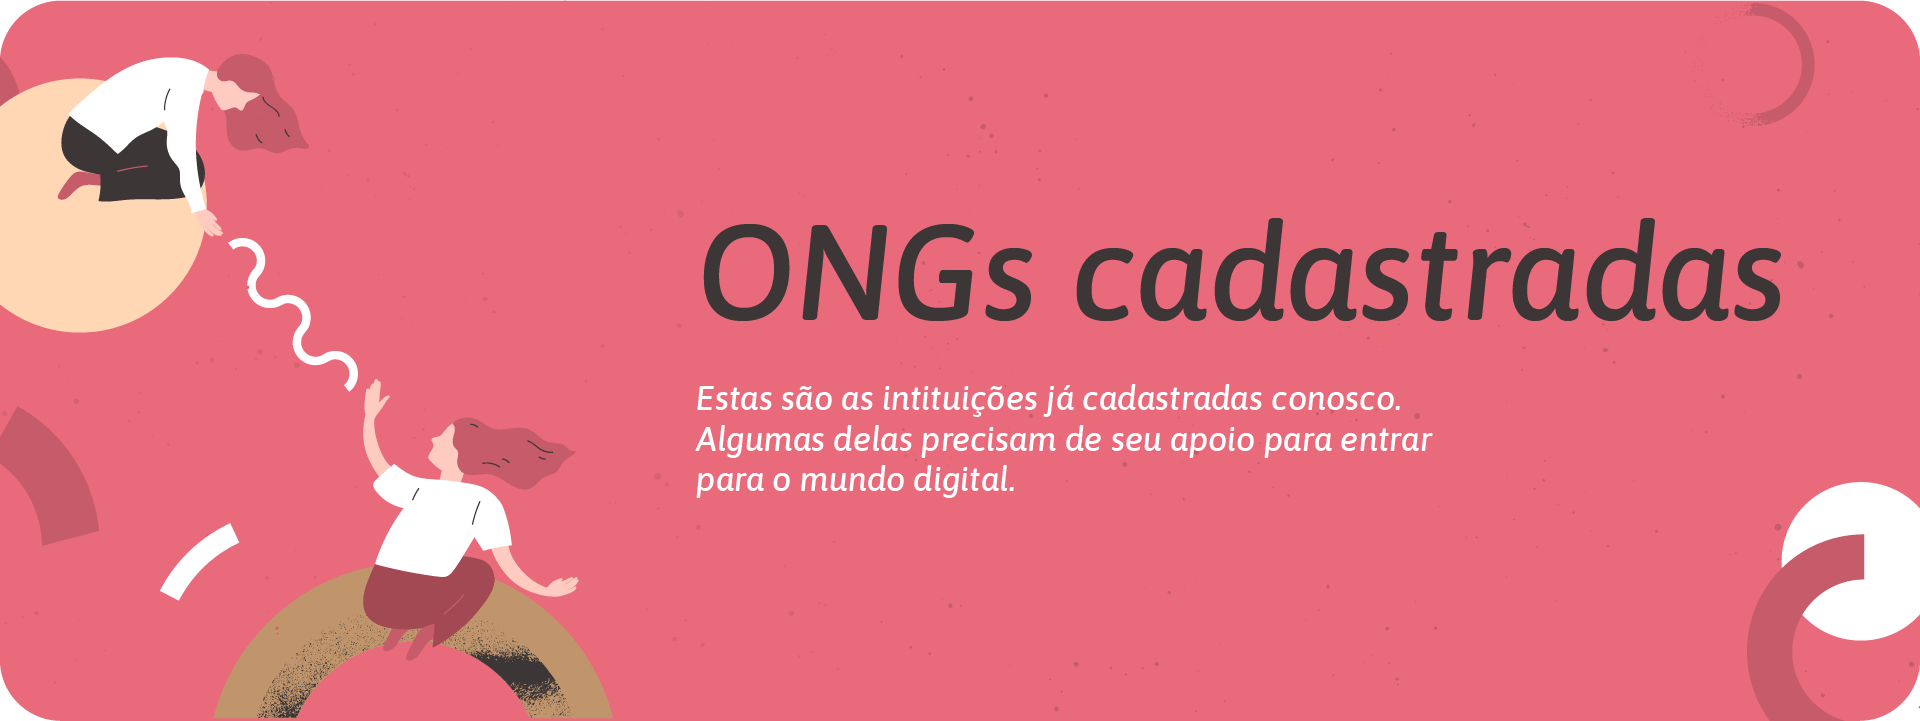 ONGs cadastradas
Estas são as intituições já cadastradas conosco.
Algumas delas precisam de seu apoio para entrar
para o mundo digital.